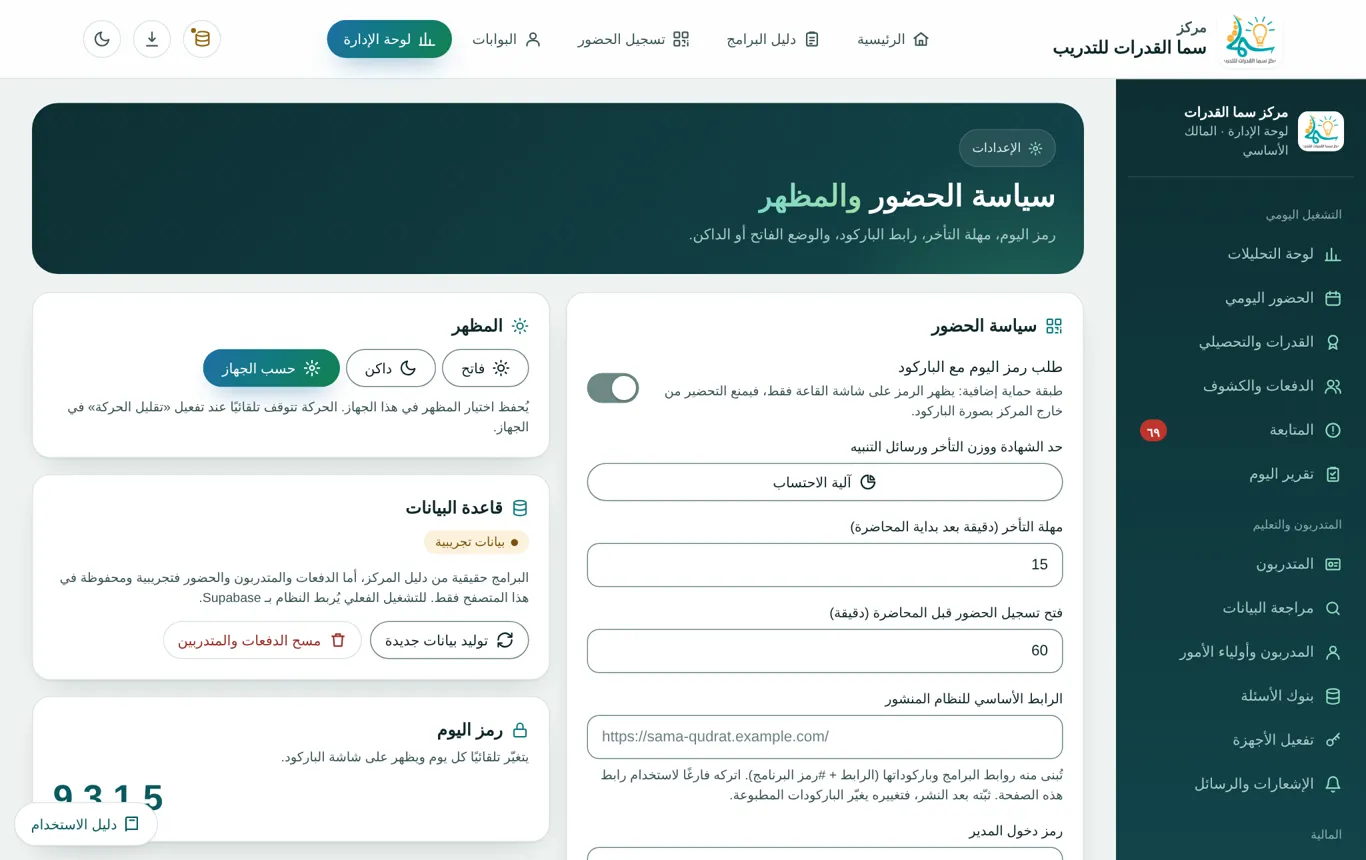 مركز
سما القدرات للتدريب
الرئيسية
دليل البرامج
تسجيل الحضور
البوابات
لوحة الإدارة
مركز سما القدرات
لوحة الإدارة · المالك
الأساسي
التشغيل اليومي
لوحة التحليلات
الحضور اليومي
القدرات والتحصيلي
الدفعات والكشوف
المتابعة
٦٩
تقرير اليوم
المتدربون والتعليم
المتدربون
مراجعة البيانات
المدربون وأولياء الأمور
بنوك الأسئلة
تفعيل الأجهزة
الإشعارات والرسائل
المالية
الإعدادات
سياسة الحضور والمظهر
رمز اليوم، مهلة التأخر، رابط الباركود، والوضع الفاتح أو الداكن.
سياسة الحضور
طلب رمز اليوم مع الباركود
طبقة حماية إضافية: يظهر الرمز على شاشة القاعة فقط، فيمنع التحضير من
خارج المركز بصورة الباركود.
حد الشهادة ووزن التأخر ورسائل التنبيه
آلية الاحتساب
مهلة التأخر (دقيقة بعد بداية المحاضرة)
15
فتح تسجيل الحضور قبل المحاضرة (دقيقة)
60
الرابط الأساسي للنظام المنشور
https://sama-qudrat.example.com/
تُبنى منه روابط البرامج وباركوداتها (الرابط + #رمز البرنامج). اتركه فارغًا لاستخدام رابط
هذه الصفحة. ثبّته بعد النشر، فتغييره يغيّر الباركودات المطبوعة.
رمز دخول المدير
المظهر
فاتح
داكن
حسب الجهاز
يُحفظ اختيار المظهر في هذا الجهاز. الحركة تتوقف تلقائيًا عند تفعيل «تقليل الحركة» في
الجهاز.
قاعدة البيانات
بيانات تجريبية
البرامج حقيقية من دليل المركز، أما الدفعات والمتدربون والحضور فتجريبية ومحفوظة في
هذا المتصفح فقط. للتشغيل الفعلي يُربط النظام بـ Supabase.
توليد بيانات جديدة
مسح الدفعات والمتدربين
رمز اليوم
يتغيّر تلقائيًا كل يوم ويظهر على شاشة الباركود.
9315
دليل الاستخدام